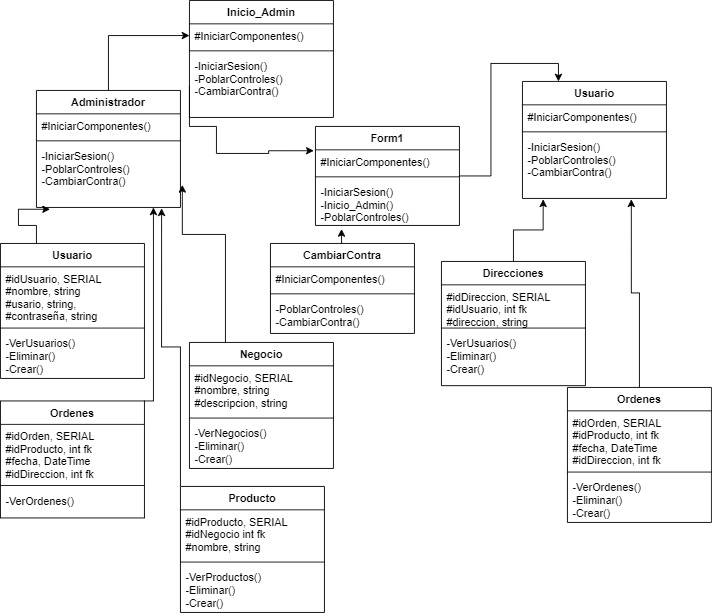 Inicio_Admin
#IniciarComponentes()
-IniciarSesion()
-PoblarControles()
-CambiarContra()
Administrador
#IniciarComponentes()
-IniciarSesion()
-PoblarControles()
-CambiarContra()
Form1
#IniciarComponentes()
-IniciarSesion()
-Inicio_Admin()
-PoblarControles()
Usuario
#IniciarComponentes()
-IniciarSesion()
-PoblarControles()
-CambiarContra()
Usuario
#idUsuario, SERIAL
#nombre, string
#usario, string,
#contraseña, string
-VerUsuarios()
-Eliminar()
-Crear()
CambiarContra
#IniciarComponentes()
-PoblarControles()
-CambiarContra()
Direcciones
#idDireccion, SERIAL
#idUsuario, int fk
#direccion, string
-VerUsuarios()
-Eliminar()
-Crear()
Negocio
#idNegocio, SERIAL
#nombre, string
#descripcion, string
-VerNegocios()
-Eliminar()
-Crear()
Ordenes
#idOrden, SERIAL
#idProducto, int fk
#fecha, DateTime
#idDireccion, int fk
-VerOrdenes()
Ordenes
#idOrden, SERIAL
#idProducto, int fk
#fecha, DateTime
#idDireccion, int fk
-VerOrdenes()
-Eliminar()
-Crear()
Producto
#idProducto, SERIAL
#idNegocio int fk
#nombre, string
-VerProductos()
-Eliminar()
-Crear()